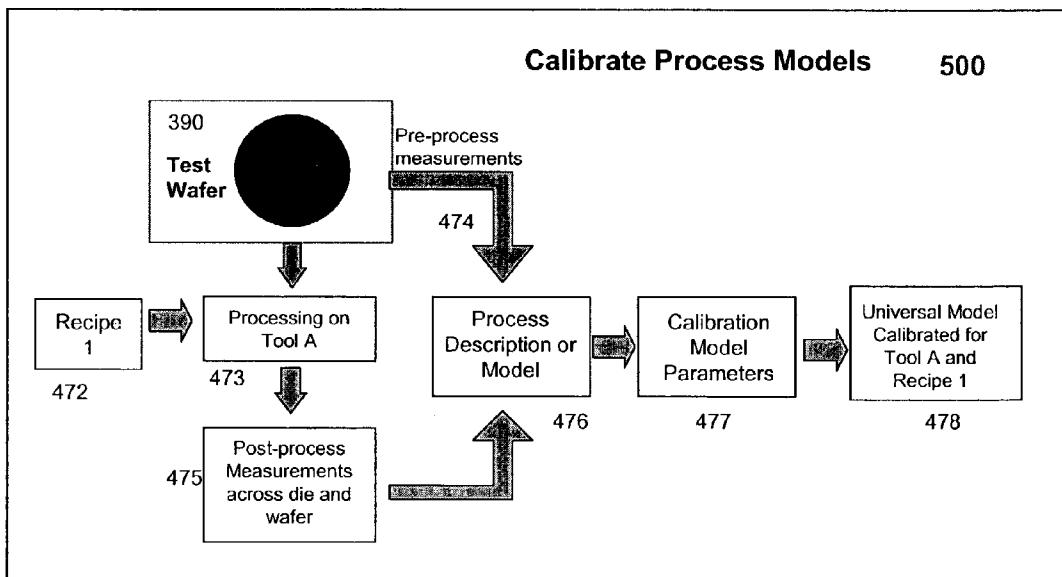 Calibrate Process Models 500
390
Test
Wafer
Pre-process
measurements
474
Recipe
1
472
Processing on
Tool A
473
475
Post-process
Measurements
across die and
wafer
Process
Description or
Model
476
Calibration
Model
Parameters
477
Universal Model
Calibrated for
Tool A and
Recipe 1
478